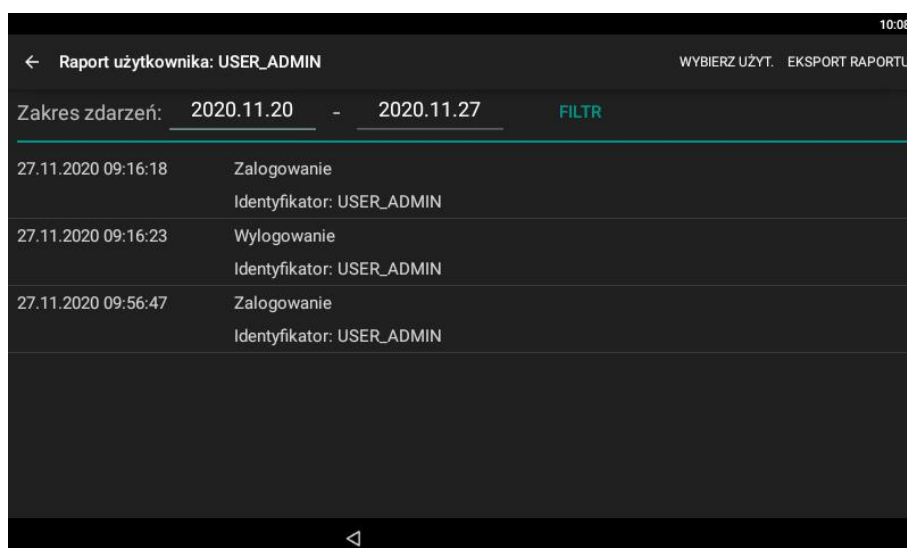 10:08
Raport użytkownika: USER_ADMIN WYBIERZ UŻYT. EKSPORT RAPORTU
Zakres zdarzeń: 2020.11.20 - 2020.11.27 FILTR
27.11.2020 09:16:18 Zalogowanie
Identyfikator: USER_ADMIN
27.11.2020 09:16:23 Wylogowanie
Identyfikator: USER_ADMIN
27.11.2020 09:56:47 Zalogowanie
Identyfikator: USER_ADMIN